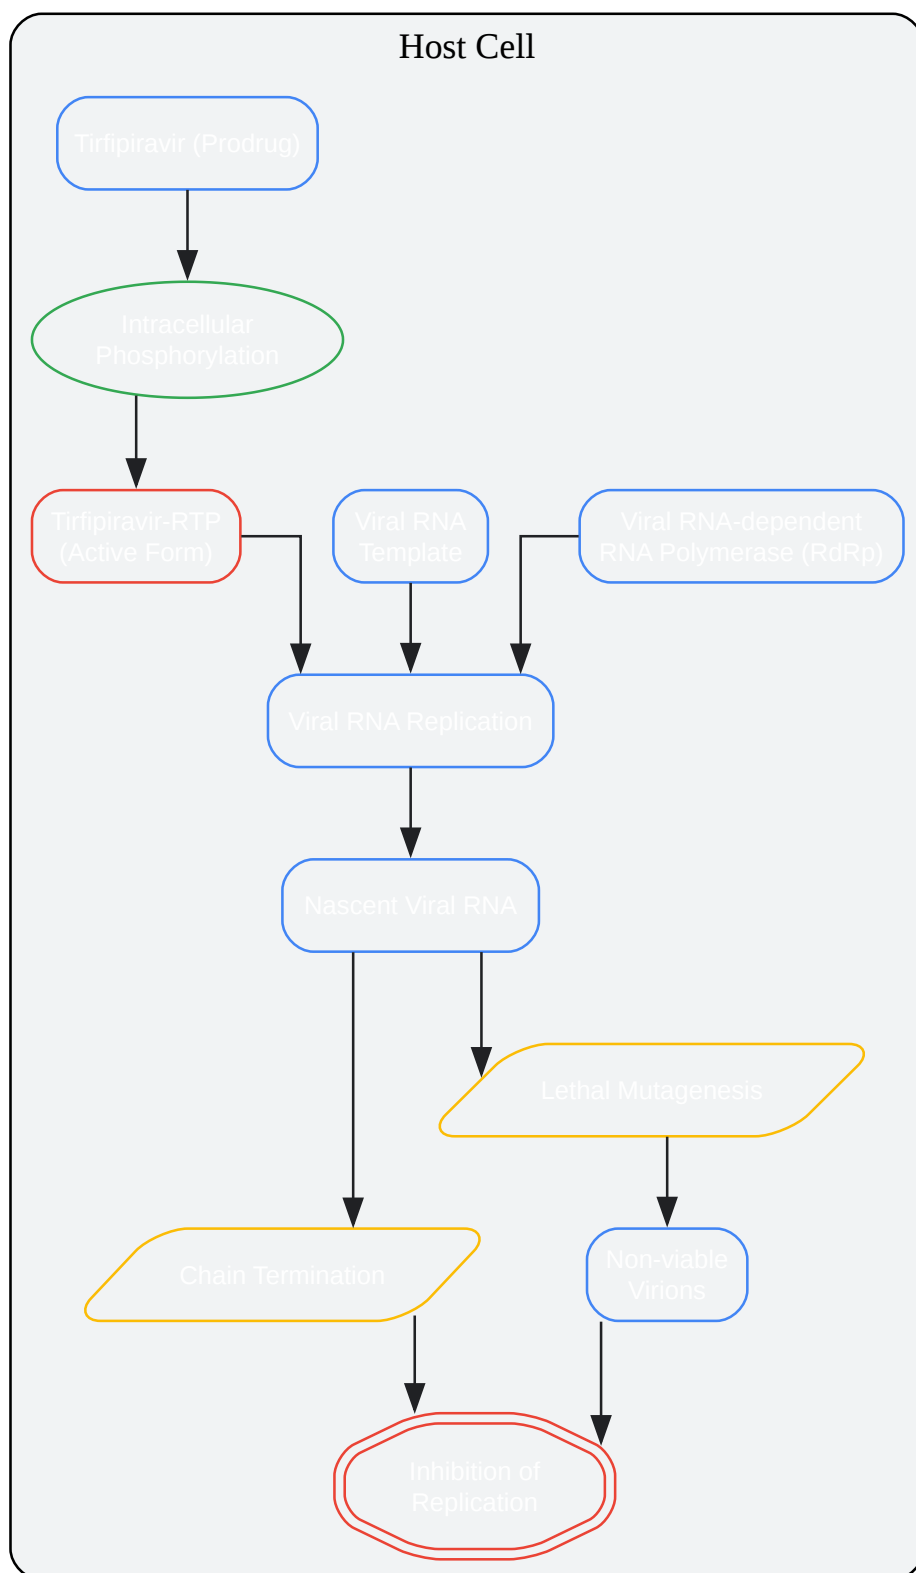 Host Cell
Tirfipiravir (Prodrug)
Intracellular
Phosphorylation
Tirfipiravir-RTP
(Active Form)
Viral RNA
Template
Viral RNA-dependent
RNA Polymerase (RdRp)
Viral RNA Replication
Nascent Viral RNA
Lethal Mutagenesis
Chain Termination
Non-viable
Virions
Inhibition of
Replication